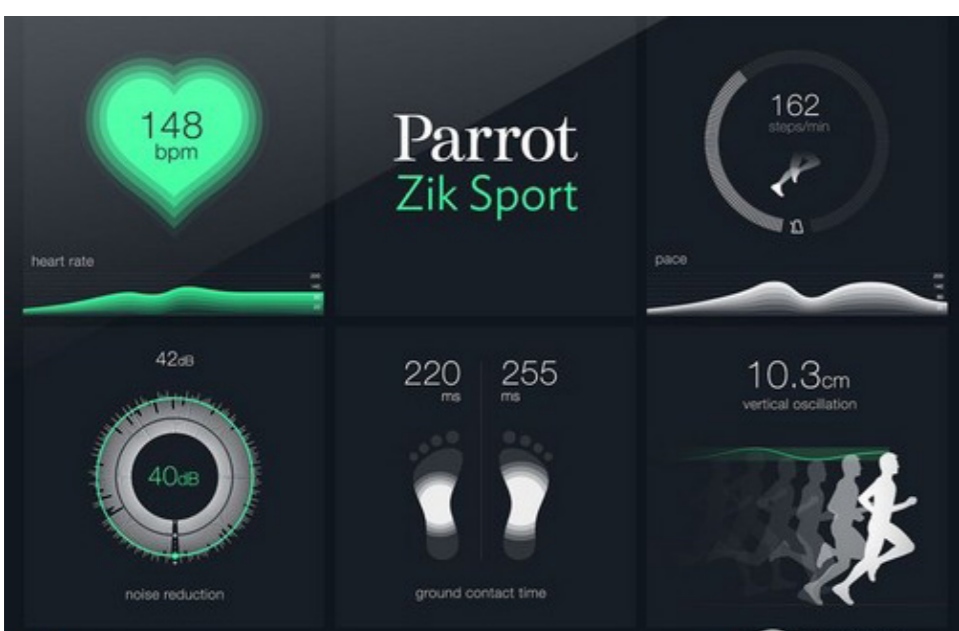 148
bpm
heart rate
Parrot
Zik Sport
162
steps/min
pace
42dB
40dB
noise reduction
220
ms
255
ms
ground contact time
10.3cm
vertical oscillation